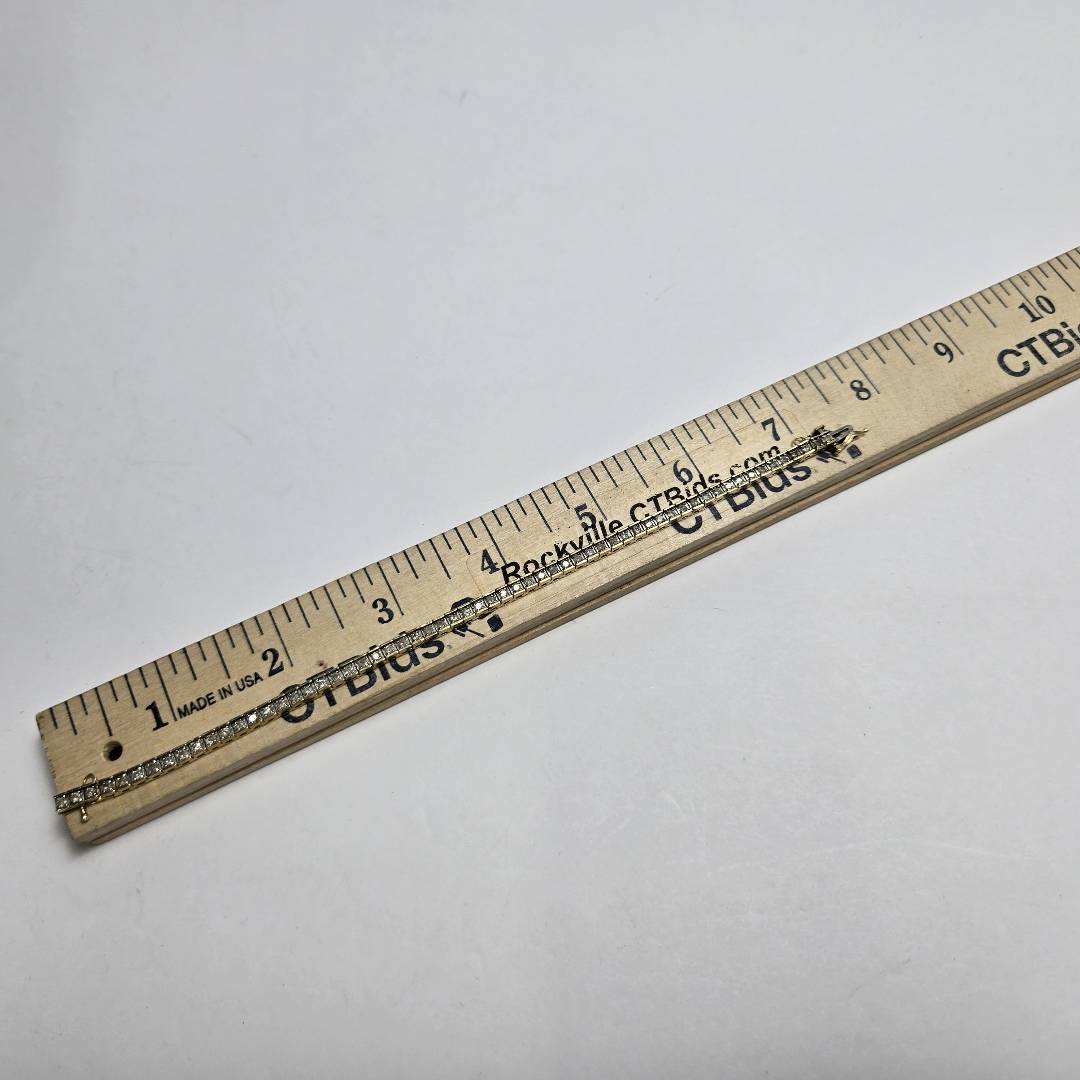 1 2 3 4 5 6 7 8 9 10
MADE IN USA
Rockville CTBids.com
CTBids
CTBids
CTBi